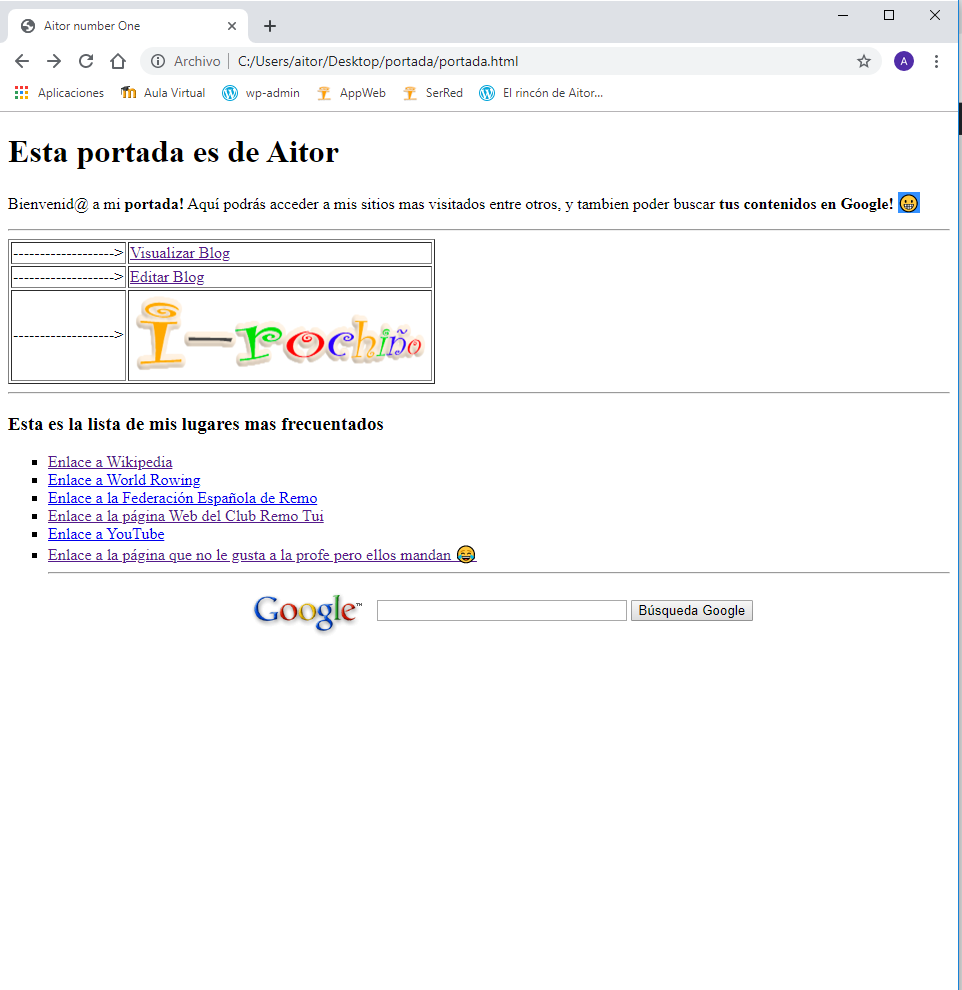 Aitor number One
Archivo C:/Users/aitor/Desktop/portada/portada.html
A
Aplicaciones Aula Virtual wp-admin AppWeb SerRed El rincón de Aitor...
Esta portada es de Aitor
Bienvenid@ a mi portada! Aquí podrás acceder a mis sitios mas visitados entre otros, y tambien poder buscar tus contenidos en Google! 😀
-------------------> Visualizar Blog
-------------------> Editar Blog
-------------------> i-rochiño
Esta es la lista de mis lugares mas frecuentados
Enlace a Wikipedia
Enlace a World Rowing
Enlace a la Federación Española de Remo
Enlace a la página Web del Club Remo Tui
Enlace a YouTube
Enlace a la página que no le gusta a la profe pero ellos mandan 😂
Google™ Búsqueda Google